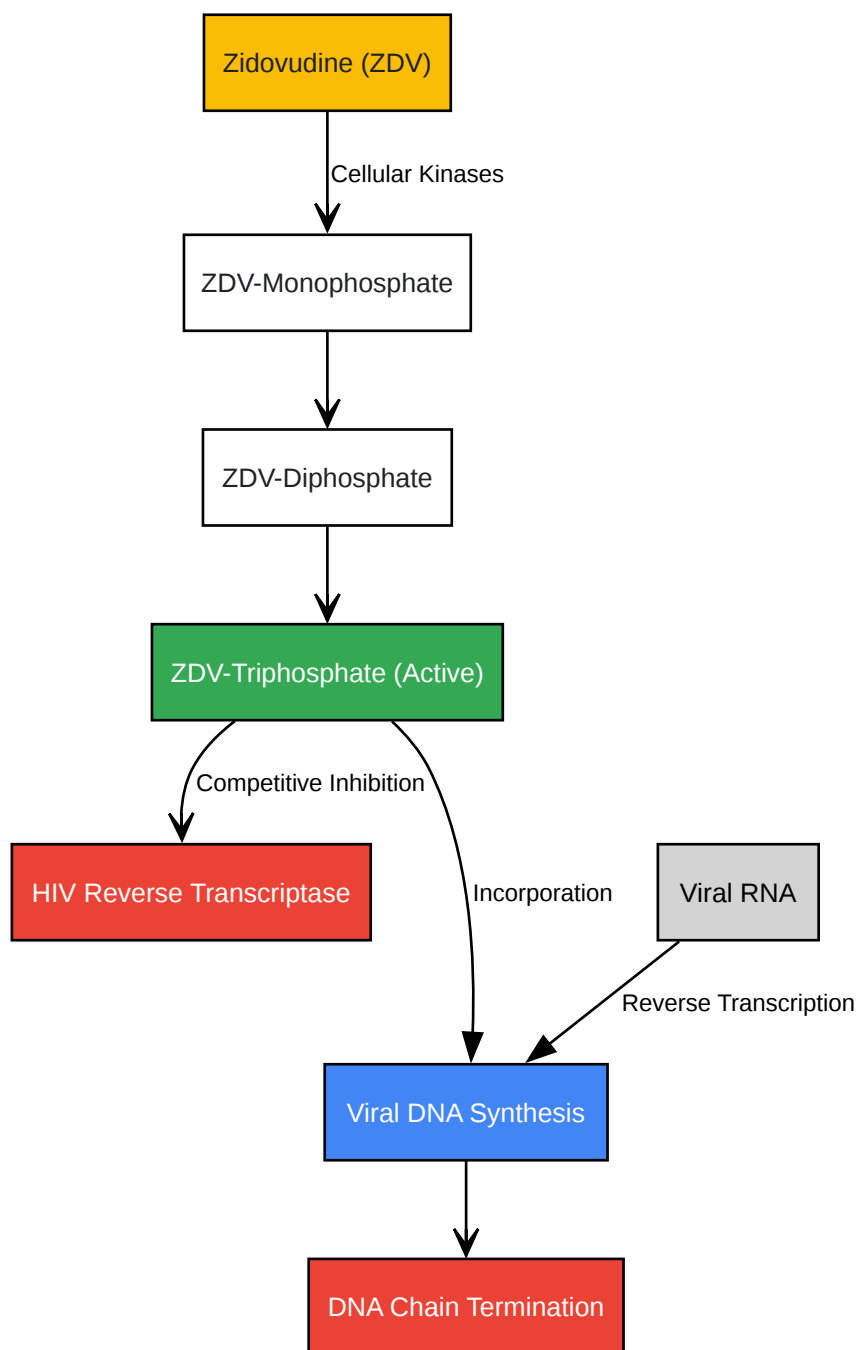 Zidovudine (ZDV)
Cellular Kinases
ZDV-Monophosphate
ZDV-Diphosphate
ZDV-Triphosphate (Active)
Competitive Inhibition
HIV Reverse Transcriptase
Incorporation
Viral RNA
Reverse Transcription
Viral DNA Synthesis
DNA Chain Termination